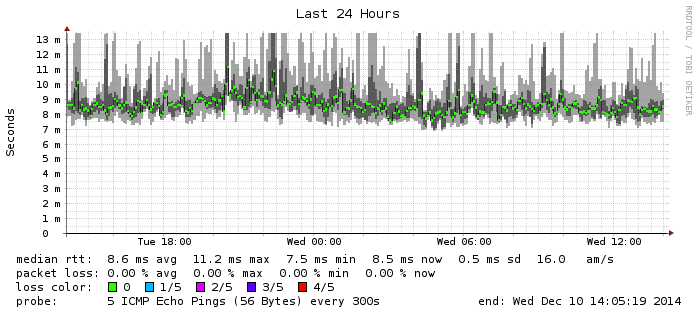 Last 24 Hours
RRDTOOL / TOBI OETIKER
Seconds
13 m
12 m
11 m
10 m
9 m
8 m
7 m
6 m
5 m
4 m
3 m
2 m
1 m
0
Tue 18:00 Wed 00:00 Wed 06:00 Wed 12:00
median rtt: 8.6 ms avg 11.2 ms max 7.5 ms min 8.5 ms now 0.5 ms sd 16.0 am/s
packet loss: 0.00 % avg 0.00 % max 0.00 % min 0.00 % now
loss color: 0 1/5 2/5 3/5 4/5
probe: 5 ICMP Echo Pings (56 Bytes) every 300s end: Wed Dec 10 14:05:19 2014